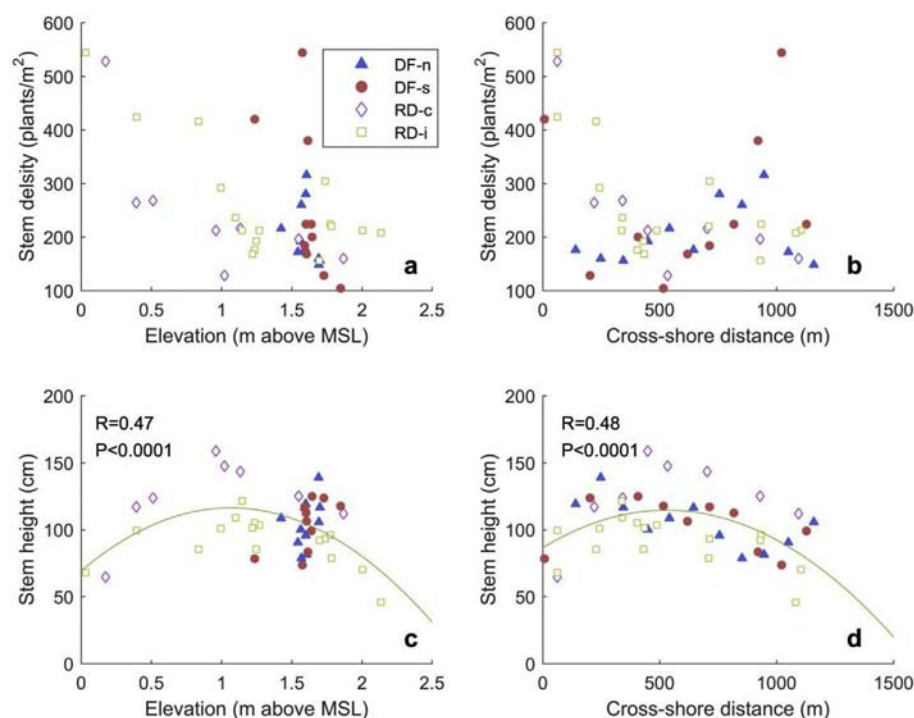 600
500
400
300
200
100
Stem delsity (plants/m²)
0
0.5
1
1.5
2
2.5
Elevation (m above MSL)
a
DF-n
DF-s
RD-c
RD-i
600
500
400
300
200
100
Stem delsity (plants/m²)
0
500
1000
1500
Cross-shore distance (m)
b
200
150
100
50
0
Stem height (cm)
R=0.47
P<0.0001
0
0.5
1
1.5
2
2.5
Elevation (m above MSL)
c
200
150
100
50
0
Stem height (cm)
R=0.48
P<0.0001
0
500
1000
1500
Cross-shore distance (m)
d